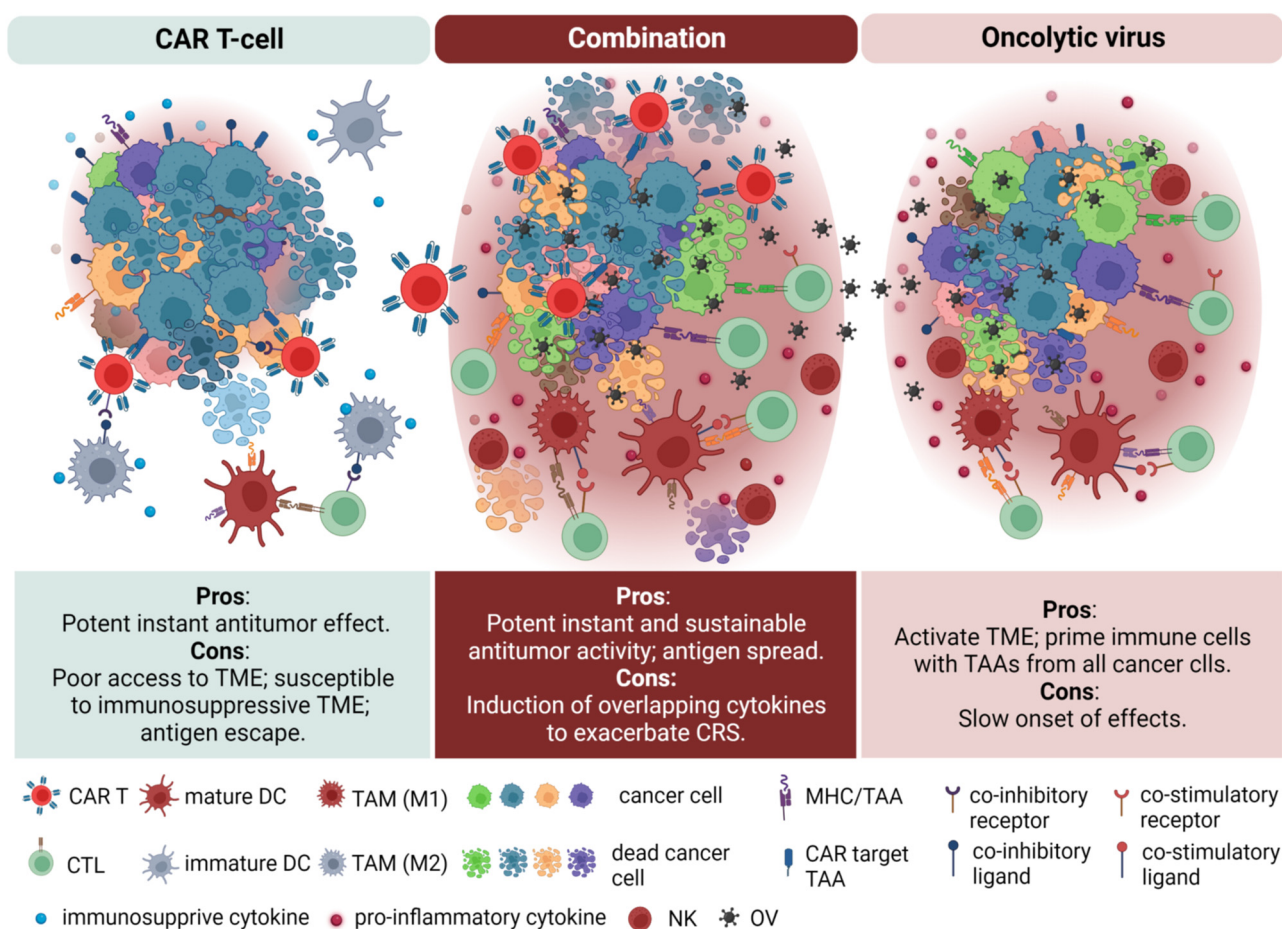 CAR T-cell
Combination
Oncolytic virus
Pros:
Potent instant antitumor effect.
Cons:
Poor access to TME; susceptible
to immunosuppressive TME;
antigen escape.
Pros:
Potent instant and sustainable
antitumor activity; antigen spread.
Cons:
Induction of overlapping cytokines
to exacerbate CRS.
Pros:
Activate TME; prime immune cells
with TAAs from all cancer clls.
Cons:
Slow onset of effects.
CAR T
mature DC
TAM (M1)
cancer cell
MHC/TAA
co-inhibitory
receptor
co-stimulatory
receptor
CTL
immature DC
TAM (M2)
dead cancer
cell
CAR target
TAA
co-inhibitory
ligand
co-stimulatory
ligand
immunosupprive cytokine
pro-inflammatory cytokine
NK
OV